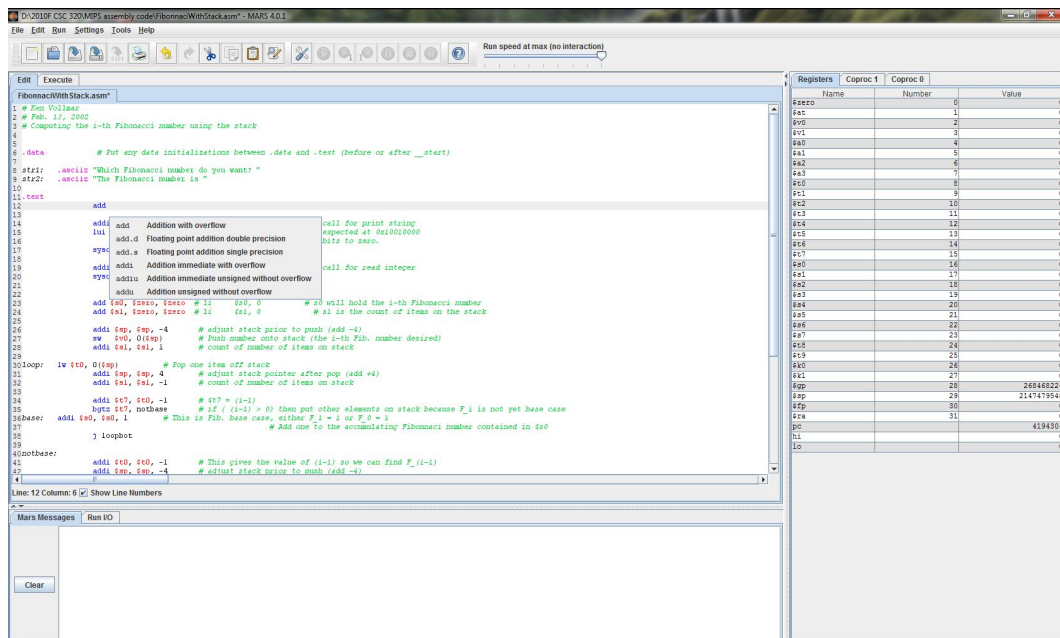 D:\2010F CSC 320\MIPS assembly code\FibonnaciWithStack.asm* - MARS 4.0.1
File Edit Run Settings Tools Help
Run speed at max (no interaction)
Edit Execute
FibonnaciWithStack.asm*
1 # Ken Vollmar
2 # Feb. 13, 2002
3 # Computing the i-th Fibonacci number using the stack
4
5
6 .data # Put any data initializations between .data and .text (before or after __start)
7
8 str1: .asciiz "Which Fibonacci number do you want? "
9 str2: .asciiz "The Fibonacci number is "
10
11 .text
12 add
13
14 addi call for print string
15 lui expected at 0x10010000
16 bits to zero.
17 sysc
18
19 addi call for read integer
20 sysc
21
22
23 add $s0, $zero, $zero # li $s0, 0 # s0 will hold the i-th Fibonacci number
24 add $s1, $zero, $zero # li $s1, 0 # s1 is the count of items on the stack
25
26 addi $sp, $sp, -4 # adjust stack prior to push (add -4)
27 sw $v0, 0($sp) # Push number onto stack (the i-th Fib. number desired)
28 addi $s1, $s1, 1 # count of number of items on stack
29
30 loop: lw $t0, 0($sp) # Pop one item off stack
31 addi $sp, $sp, 4 # adjust stack pointer after pop (add +4)
32 addi $s1, $s1, -1 # count of number of items on stack
33
34 addi $t7, $t0, -1 # $t7 = (i-1)
35 bgtz $t7, notbase # if ( (i-1) > 0) then put other elements on stack because F_i is not yet base case
36 base: addi $s0, $s0, 1 # This is Fib. base case, either F_1 = 1 or F_0 = 1
37 # Add one to the accumulating Fibonnaci number contained in $s0
38 j loopbot
39
40 notbase:
41 addi $t0, $t0, -1 # This gives the value of (i-1) so we can find F_(i-1)
42 addi $sp, $sp, -4 # adjust stack prior to push (add -4)
add Addition with overflow
add.d Floating point addition double precision
add.s Floating point addition single precision
addi Addition immediate with overflow
addiu Addition immediate unsigned without overflow
addu Addition unsigned without overflow
Line: 12 Column: 6 Show Line Numbers
Mars Messages Run I/O
Clear
Registers Coproc 1 Coproc 0
Name Number Value
$zero 0
$at 1
$v0 2
$v1 3
$a0 4
$a1 5
$a2 6
$a3 7
$t0 8
$t1 9
$t2 10
$t3 11
$t4 12
$t5 13
$t6 14
$t7 15
$s0 16
$s1 17
$s2 18
$s3 19
$s4 20
$s5 21
$s6 22
$s7 23
$t8 24
$t9 25
$k0 26
$k1 27
$gp 28 26846822
$sp 29 214747954
$fp 30
$ra 31
pc 419430
hi
lo